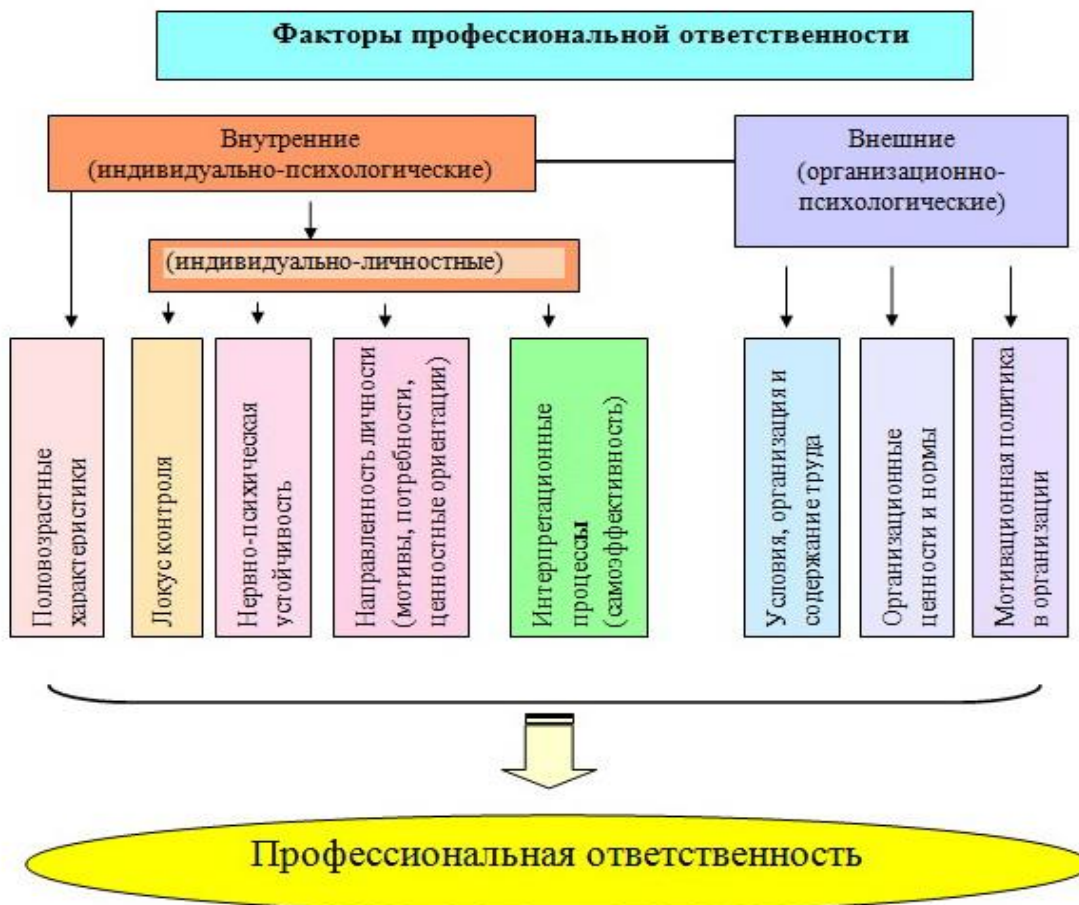 Факторы профессиональной ответственности
Внутренние
(индивидуально-психологические)
Внешние
(организационно-
психологические)
(индивидуально-личностные)
Половозрастные
характеристики
Локус контроля
Нервно-психическая
устойчивость
Направленность личности
(мотивы, потребности,
ценностные ориентации)
Интерпретационные
процессы
(самоэффективность)
Условия, организация и
содержание труда
Организационные
ценности и нормы
Мотивационная политика
в организации
Профессиональная ответственность